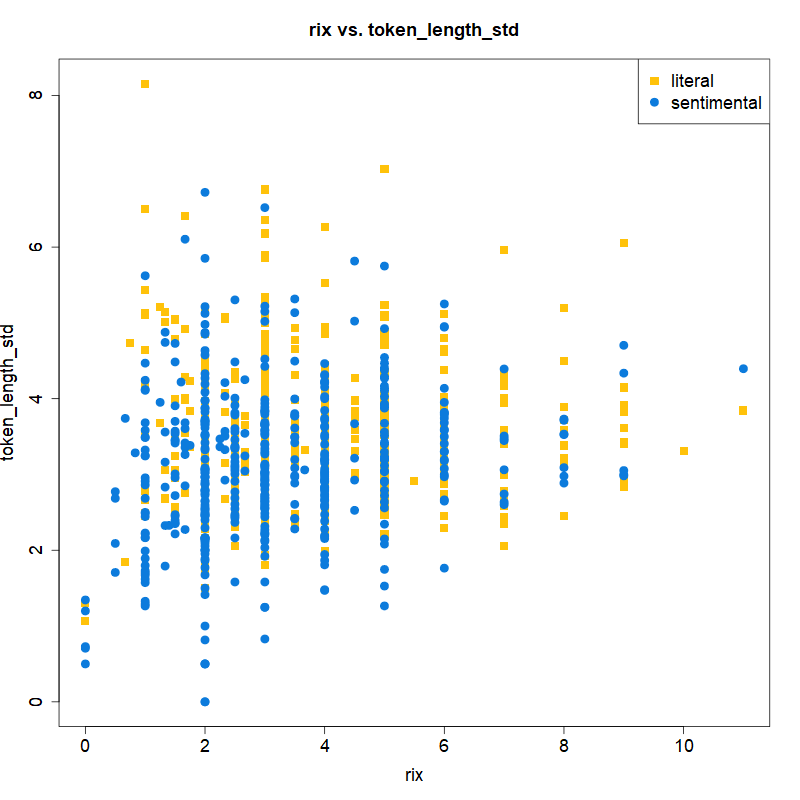 rix vs. token_length_std
literal
sentimental
token_length_std
8
6
4
2
0
0 2 4 6 8 10
rix